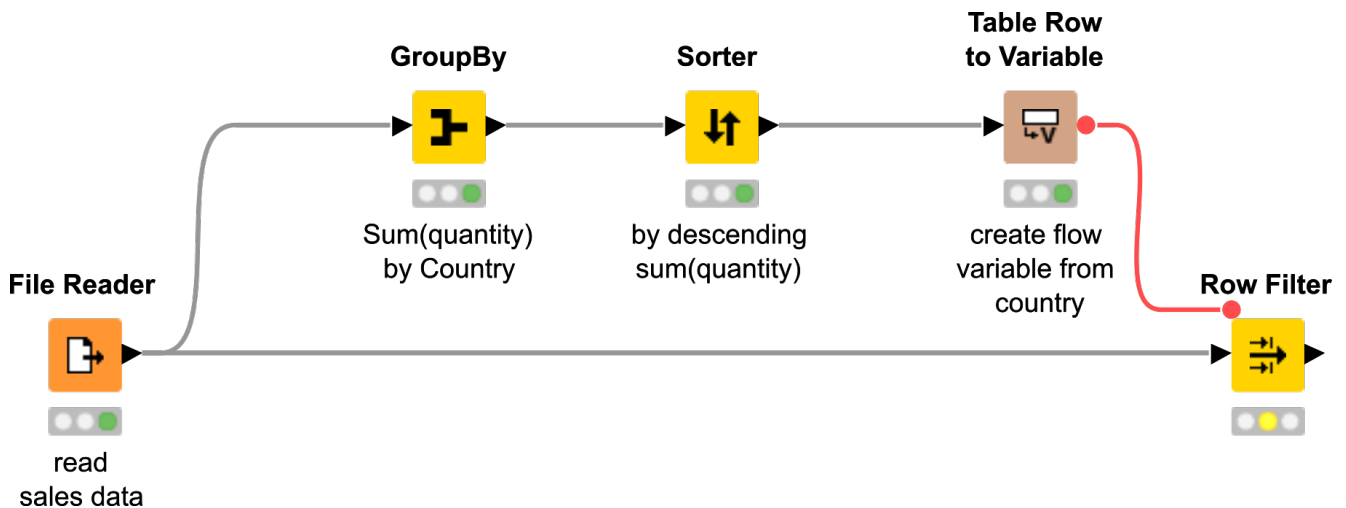 Table Row
to Variable
GroupBy
Sorter
V
Sum(quantity)
by Country
by descending
sum(quantity)
create flow
variable from
country
File Reader
Row Filter
read
sales data